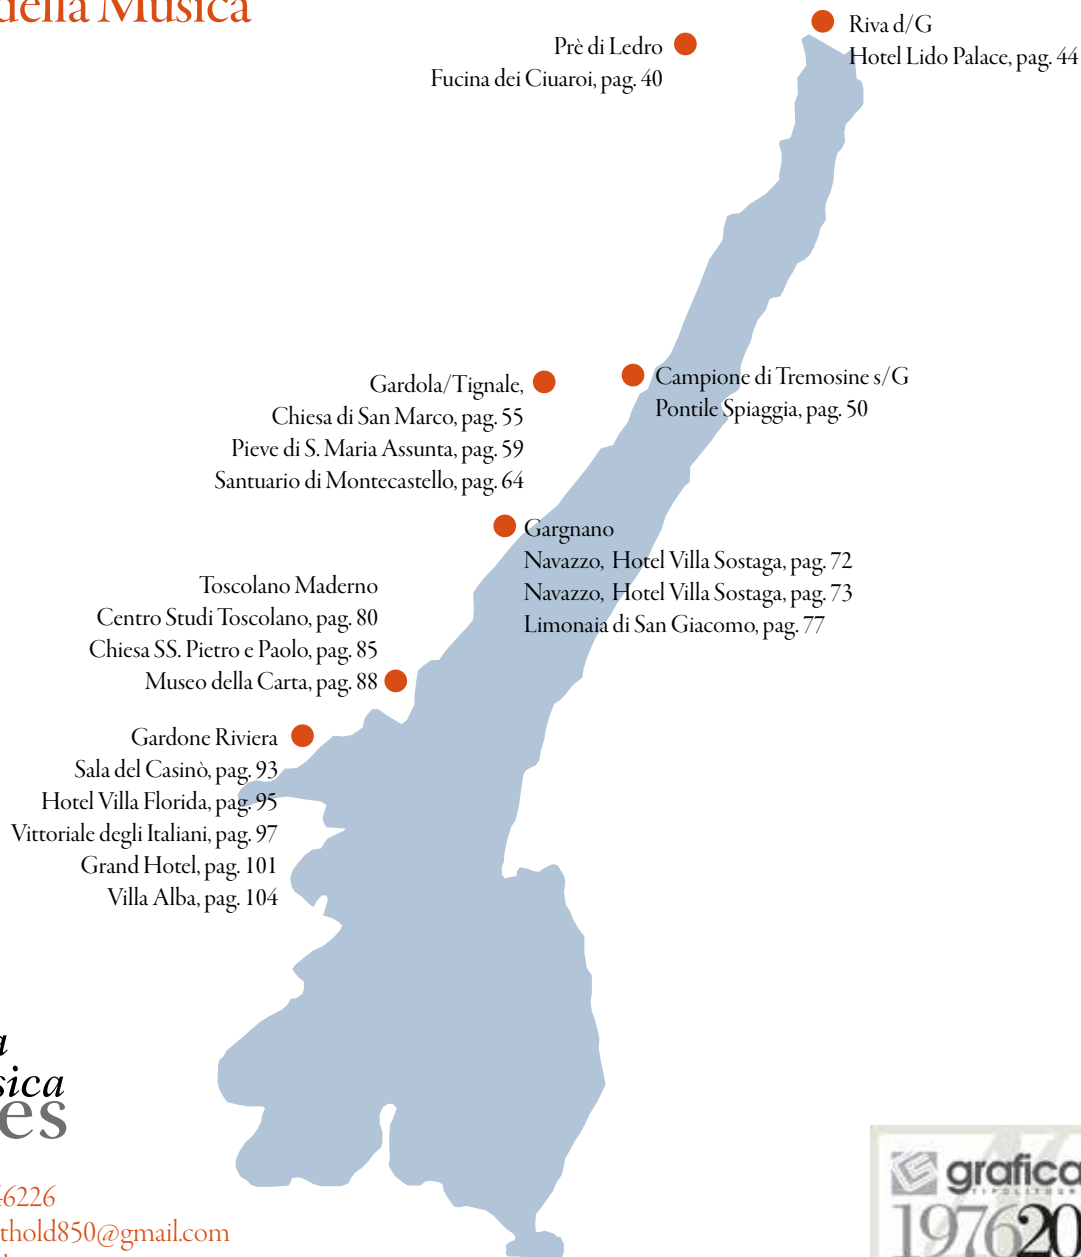 della Musica
Riva d/G
Hotel Lido Palace, pag. 44
Prè di Ledro
Fucina dei Ciuaroi, pag. 40
Gardola/Tignale,
Chiesa di San Marco, pag. 55
Pieve di S. Maria Assunta, pag. 59
Santuario di Montecastello, pag. 64
Campione di Tremosine s/G
Pontile Spiaggia, pag. 50
Gargnano
Navazzo, Hotel Villa Sostaga, pag. 72
Navazzo, Hotel Villa Sostaga, pag. 73
Limonaia di San Giacomo, pag. 77
Toscolano Maderno
Centro Studi Toscolano, pag. 80
Chiesa SS. Pietro e Paolo, pag. 85
Museo della Carta, pag. 88
Gardone Riviera
Sala del Casinò, pag. 93
Hotel Villa Florida, pag. 95
Vittoriale degli Italiani, pag. 97
Grand Hotel, pag. 101
Villa Alba, pag. 104
a
sica
es
46226
thold850@gmail.com
grafica
1976 20